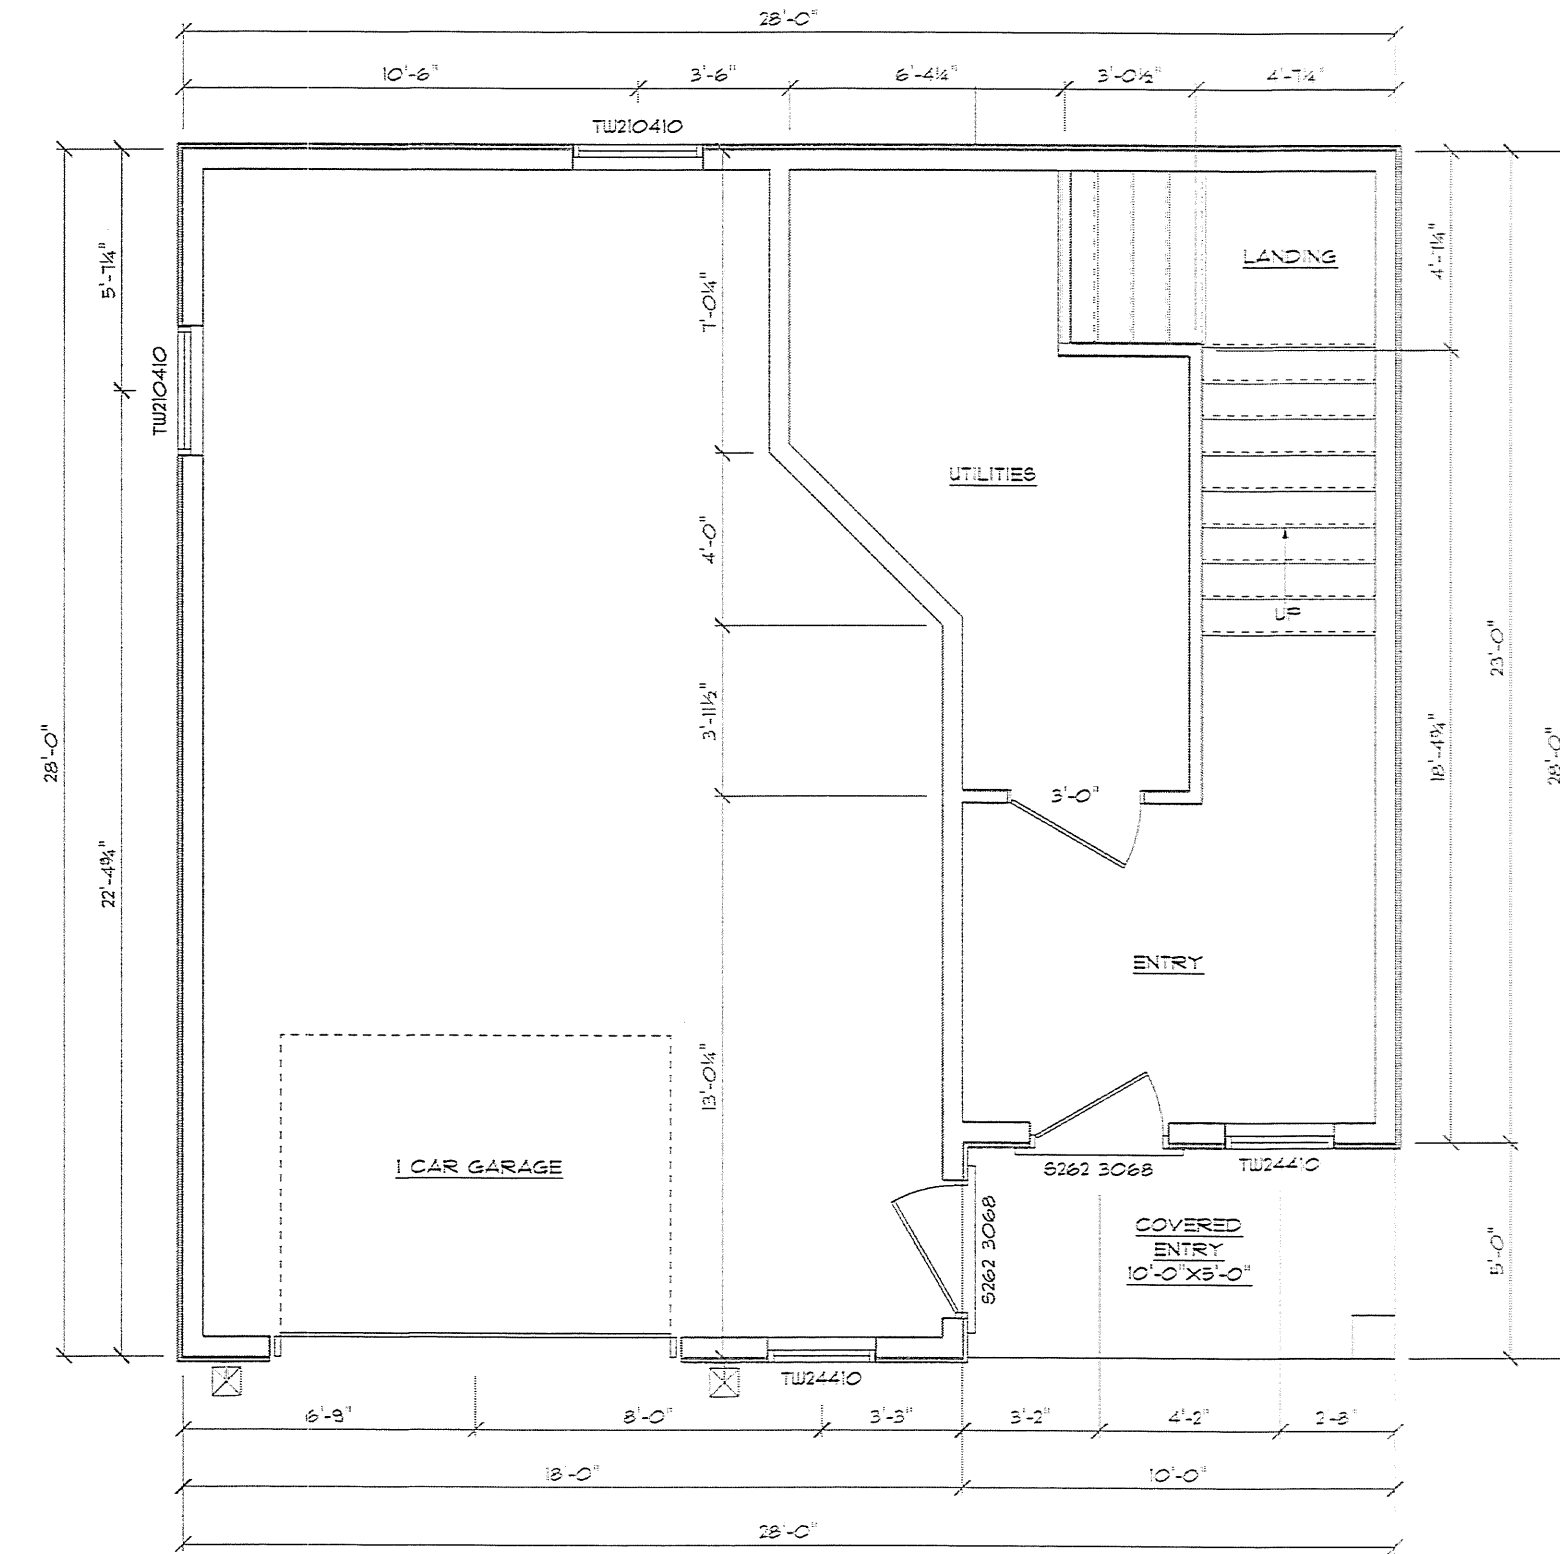 28'-0"
10'-6" 3'-6" 6'-4¼" 3'-0½" 4'-7¼"
TW210410
5'-7¼"
7'-0¼"
4'-7¼"
LANDING
TW210410
UTILITIES
4'-0"
UP
23'-0"
3'-11½"
18'-4¾"
28'-0"
28'-0"
3'-0"
22'-4¾"
ENTRY
13'-0¼"
1 CAR GARAGE
S262 3068
TW24410
S262 3068
COVERED
ENTRY
10'-0"X5'-0"
5'-0"
TW24410
6'-9" 8'-0" 3'-3" 3'-2" 4'-2" 2'-8"
18'-0" 10'-0"
28'-0"